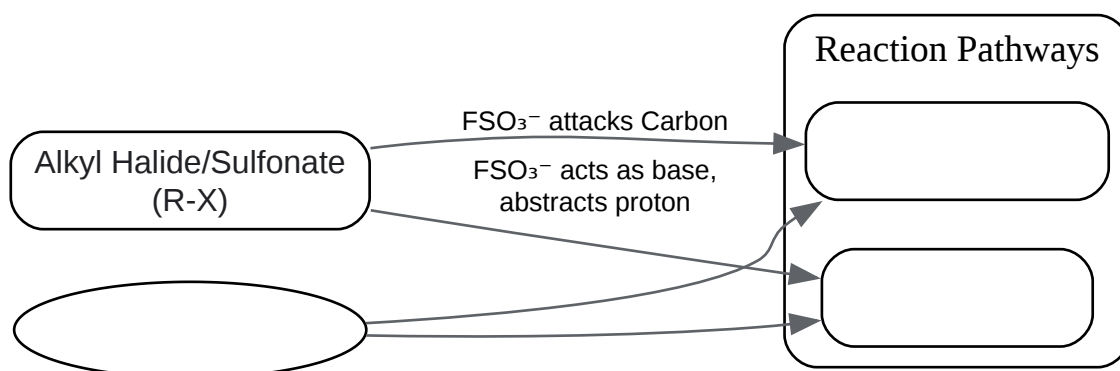 Reaction Pathways
FSO₃⁻ attacks Carbon
Alkyl Halide/Sulfonate
(R-X)
FSO₃⁻ acts as base,
abstracts proton